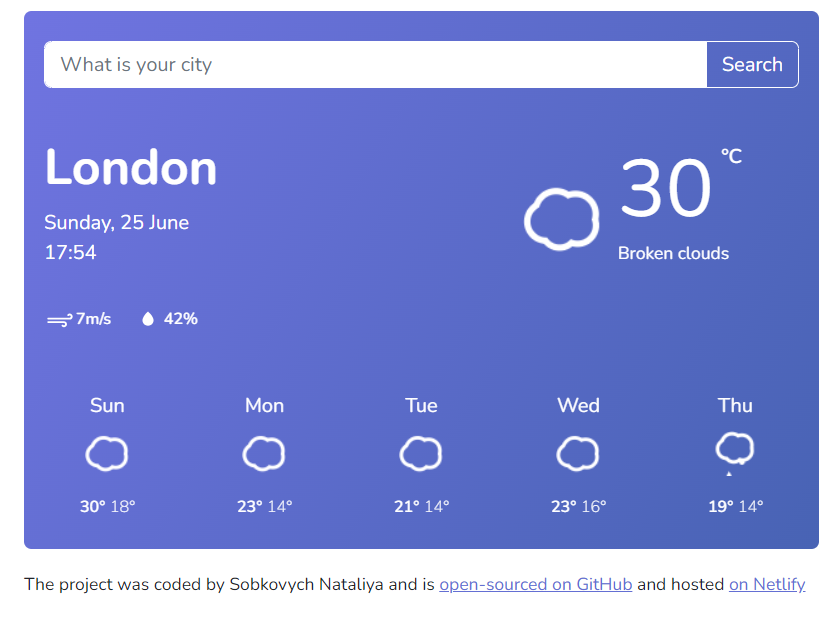 What is your city Search
London
Sunday, 25 June
17:54
30 °C
Broken clouds
7m/s 42%
Sun Mon Tue Wed Thu
30° 18° 23° 14° 21° 14° 23° 16° 19° 14°
The project was coded by Sobkovych Nataliya and is open-sourced on GitHub and hosted on Netlify